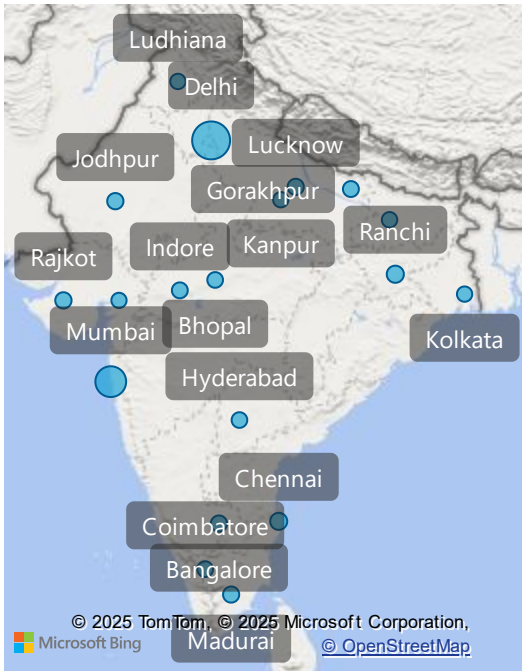 Ludhiana
Delhi
Lucknow
Jodhpur
Gorakhpur
Ranchi
Kanpur
Indore
Rajkot
Mumbai
Bhopal
Kolkata
Hyderabad
Chennai
Coimbatore
Bangalore
© 2025 TomTom, © 2025 Microsoft Corporation,
Microsoft Bing
© OpenStreetMap
Madurai